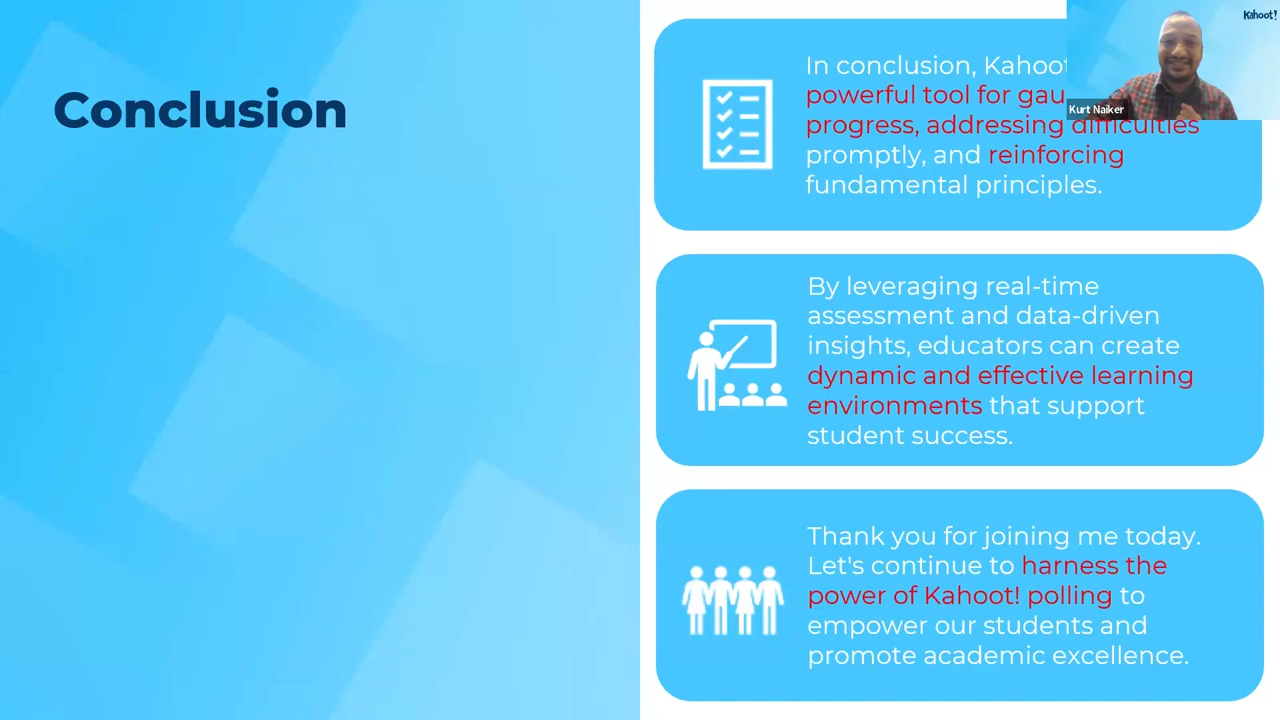 Conclusion
In conclusion, Kahoot
powerful tool for
progress, addressing difficulties
promptly, and reinforcing
fundamental principles.
By leveraging real-time
assessment and data-driven
insights, educators can create
dynamic and effective learning
environments that support
student success.
Thank you for joining me today.
Let's continue to harness the
power of Kahoot! polling to
empower our students and
promote academic excellence.
Kahoot!
Kurt Naiker